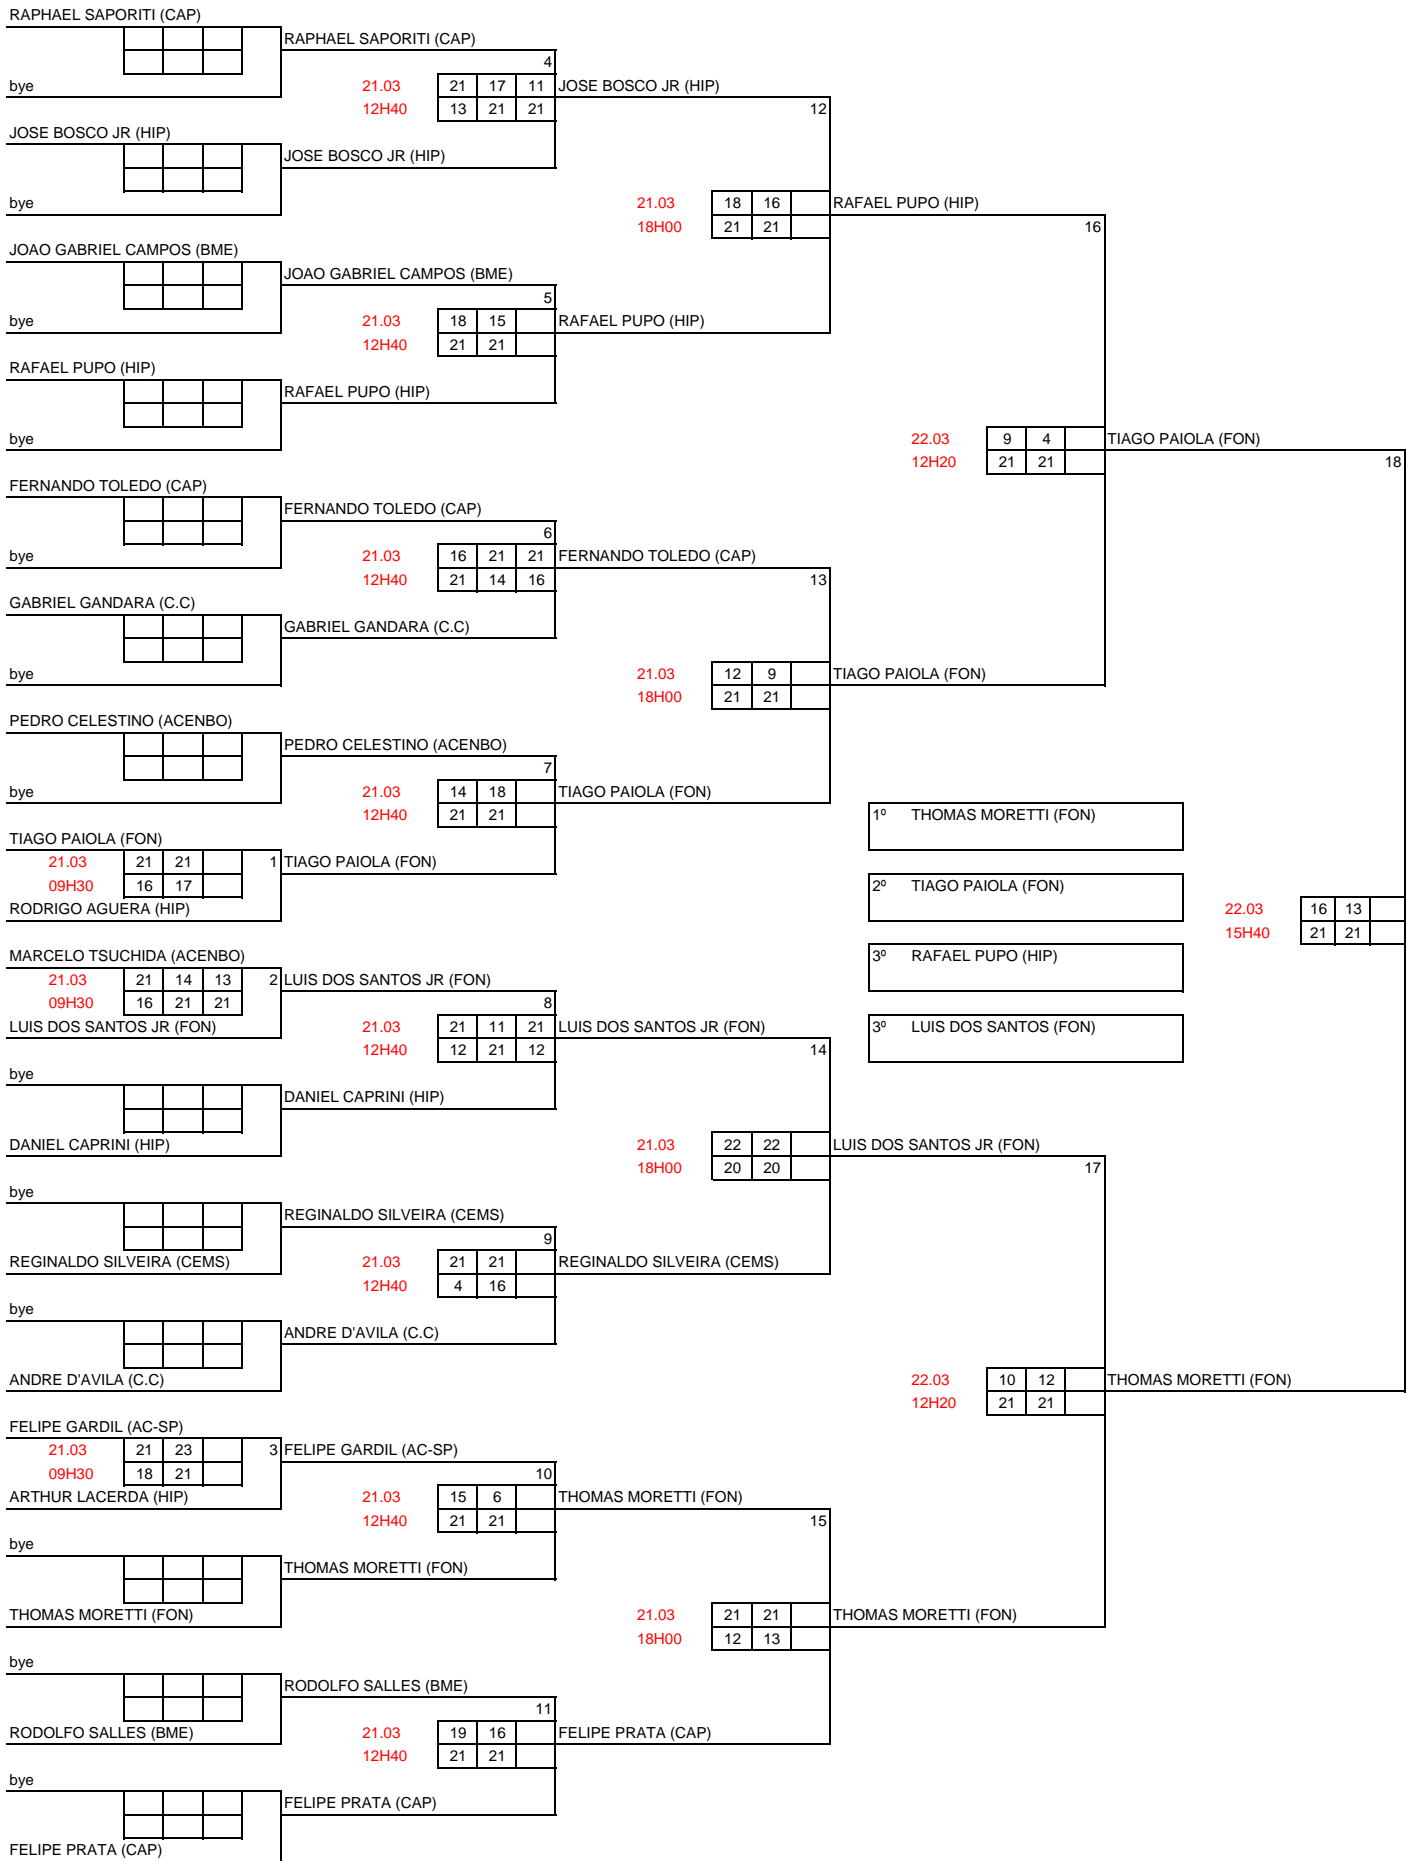 RAPHAEL SAPORITI (CAP)
RAPHAEL SAPORITI (CAP)
4
bye 21.03 21 17 11 JOSE BOSCO JR (HIP)
12H40 13 21 21 12
JOSE BOSCO JR (HIP)
JOSE BOSCO JR (HIP)
bye 21.03 18 16 RAFAEL PUPO (HIP)
18H00 21 21 16
JOAO GABRIEL CAMPOS (BME)
JOAO GABRIEL CAMPOS (BME)
5
bye 21.03 18 15 RAFAEL PUPO (HIP)
12H40 21 21
RAFAEL PUPO (HIP)
RAFAEL PUPO (HIP)
bye 22.03 9 4 TIAGO PAIOLA (FON)
12H20 21 21 18
FERNANDO TOLEDO (CAP)
FERNANDO TOLEDO (CAP)
6
bye 21.03 16 21 21 FERNANDO TOLEDO (CAP)
12H40 21 14 16 13
GABRIEL GANDARA (C.C)
GABRIEL GANDARA (C.C)
bye 21.03 12 9 TIAGO PAIOLA (FON)
18H00 21 21
PEDRO CELESTINO (ACENBO)
PEDRO CELESTINO (ACENBO)
7
bye 21.03 14 18 TIAGO PAIOLA (FON)
12H40 21 21 1º THOMAS MORETTI (FON)
TIAGO PAIOLA (FON)
21.03 21 21 1 TIAGO PAIOLA (FON)
09H30 16 17 2º TIAGO PAIOLA (FON)
RODRIGO AGUERA (HIP) 22.03 16 13
15H40 21 21
MARCELO TSUCHIDA (ACENBO) 3º RAFAEL PUPO (HIP)
21.03 21 14 13 2 LUIS DOS SANTOS JR (FON)
09H30 16 21 21 8
LUIS DOS SANTOS JR (FON) 21.03 21 11 21 LUIS DOS SANTOS JR (FON) 3º LUIS DOS SANTOS (FON)
12H40 12 21 12 14
bye
DANIEL CAPRINI (HIP)
DANIEL CAPRINI (HIP) 21.03 22 22 LUIS DOS SANTOS JR (FON)
18H00 20 20 17
bye
REGINALDO SILVEIRA (CEMS)
9
REGINALDO SILVEIRA (CEMS) 21.03 21 21 REGINALDO SILVEIRA (CEMS)
12H40 4 16
bye
ANDRE D'AVILA (C.C)
ANDRE D'AVILA (C.C) 22.03 10 12 THOMAS MORETTI (FON)
12H20 21 21
FELIPE GARDIL (AC-SP)
21.03 21 23 3 FELIPE GARDIL (AC-SP)
09H30 18 21 10
ARTHUR LACERDA (HIP) 21.03 15 6 THOMAS MORETTI (FON)
12H40 21 21 15
bye
THOMAS MORETTI (FON)
THOMAS MORETTI (FON) 21.03 21 21 THOMAS MORETTI (FON)
18H00 12 13
bye
RODOLFO SALLES (BME)
11
RODOLFO SALLES (BME) 21.03 19 16 FELIPE PRATA (CAP)
12H40 21 21
bye
FELIPE PRATA (CAP)
FELIPE PRATA (CAP)